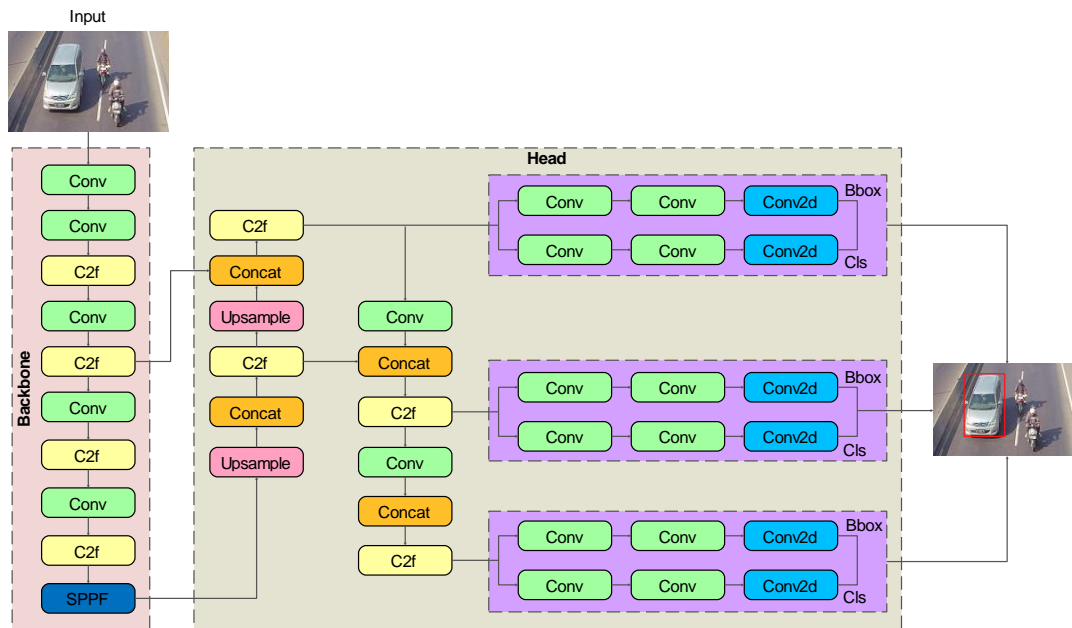 Input
Backbone
Conv
Conv
C2f
Conv
C2f
Conv
C2f
Conv
C2f
SPPF
Head
C2f
Concat
Upsample
C2f
Concat
Upsample
Conv
Concat
C2f
Conv
Concat
C2f
Conv Conv Conv2d Bbox
Conv Conv Conv2d Cls
Conv Conv Conv2d Bbox
Conv Conv Conv2d Cls
Conv Conv Conv2d Bbox
Conv Conv Conv2d Cls